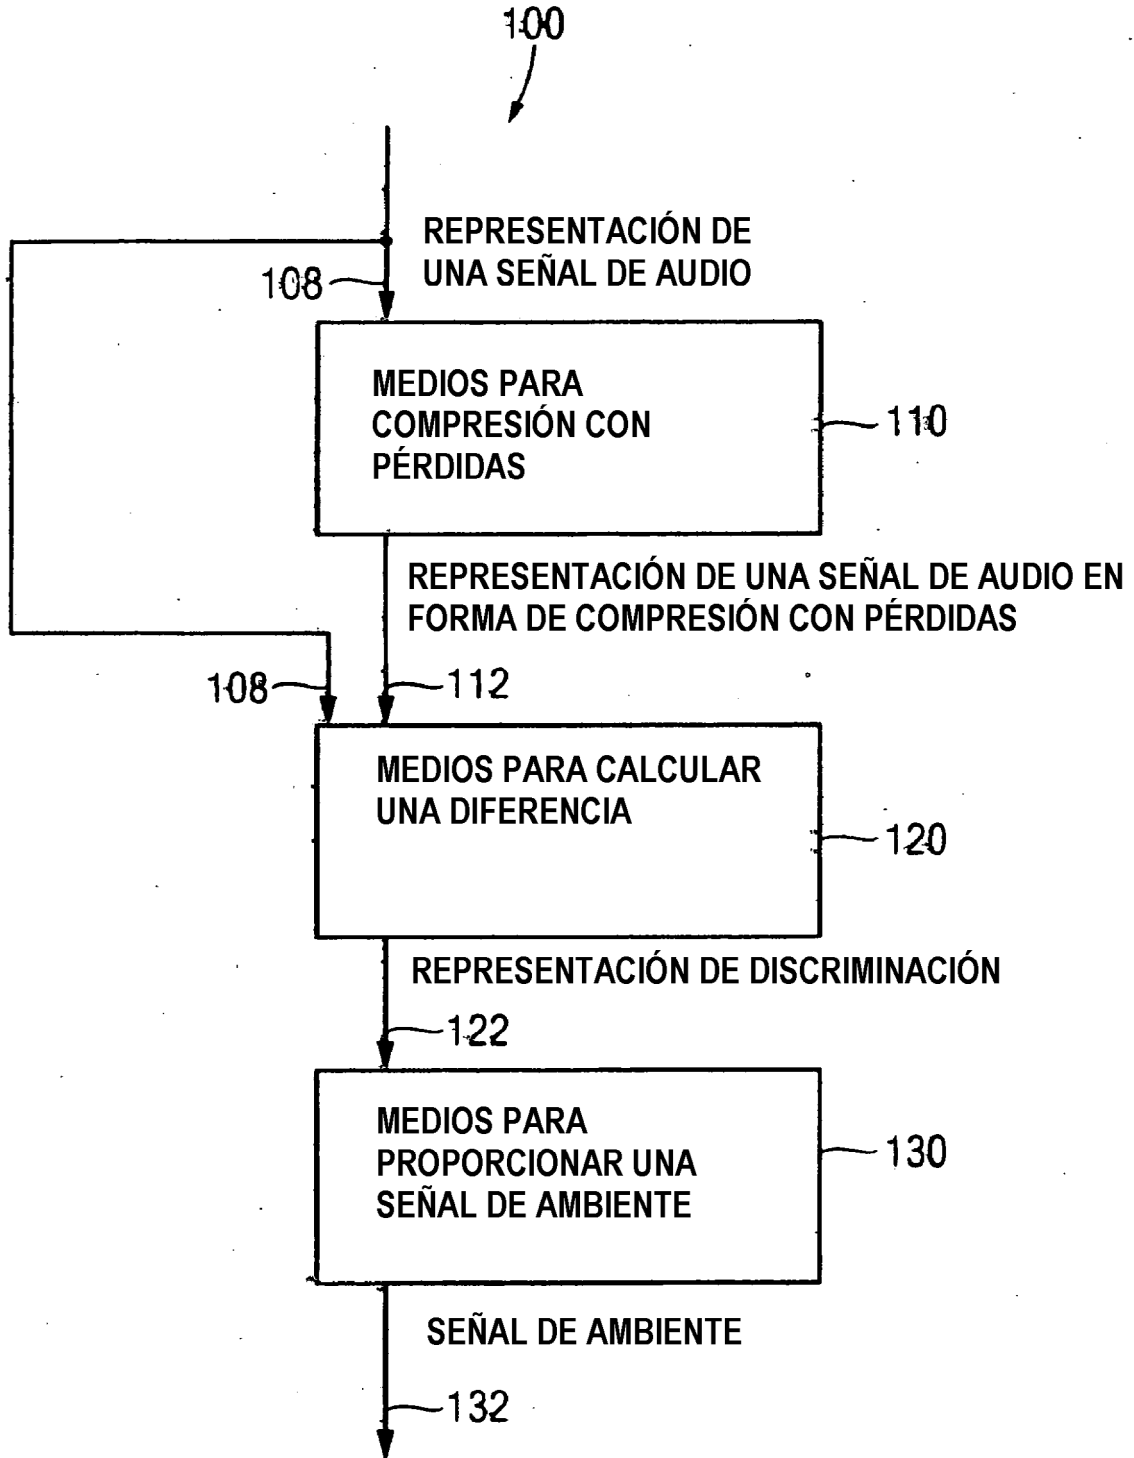 100
REPRESENTACIÓN DE
UNA SEÑAL DE AUDIO
108
MEDIOS PARA
COMPRESIÓN CON
PÉRDIDAS
110
REPRESENTACIÓN DE UNA SEÑAL DE AUDIO EN
FORMA DE COMPRESIÓN CON PÉRDIDAS
108
112
MEDIOS PARA CALCULAR
UNA DIFERENCIA
120
REPRESENTACIÓN DE DISCRIMINACIÓN
122
MEDIOS PARA
PROPORCIONAR UNA
SEÑAL DE AMBIENTE
130
SEÑAL DE AMBIENTE
132